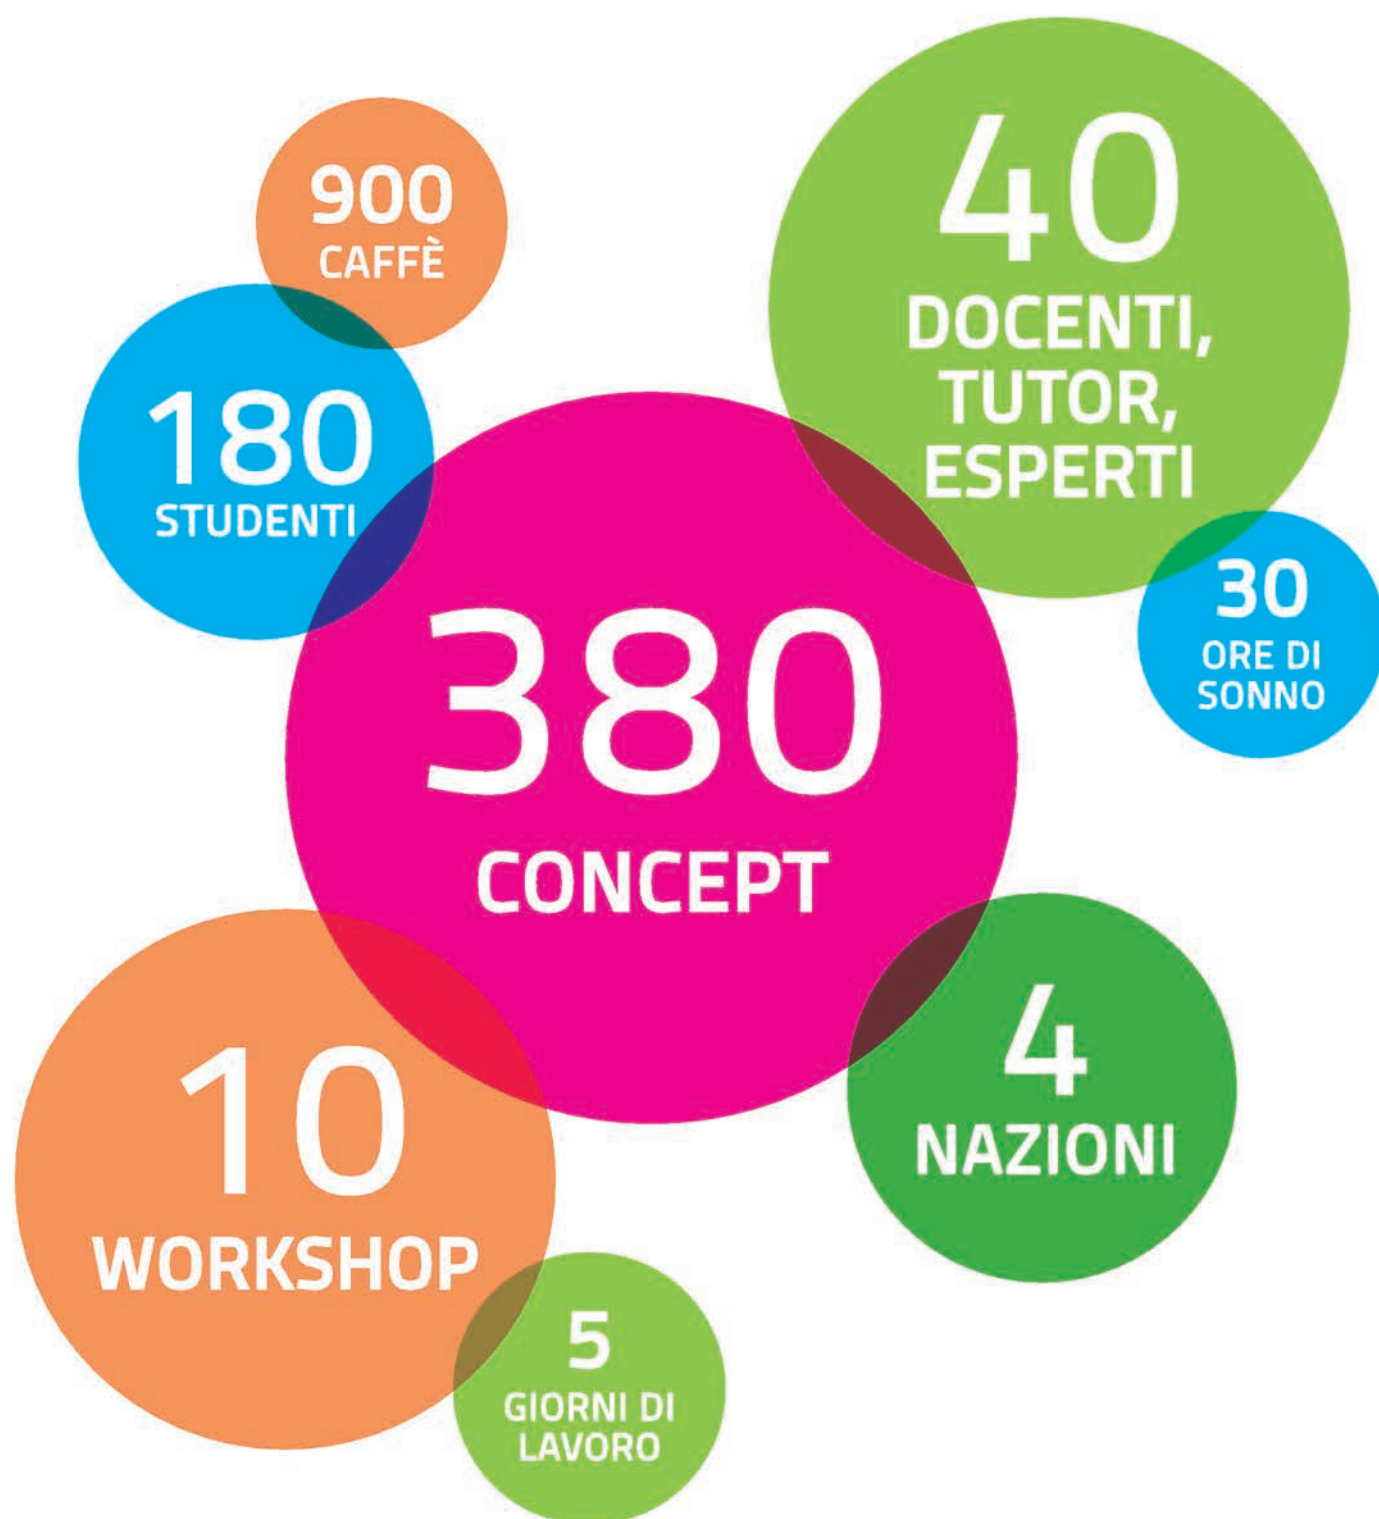 900
CAFFÈ
40
DOCENTI,
TUTOR,
ESPERTI
180
STUDENTI
30
ORE DI
SONNO
380
CONCEPT
4
NAZIONI
10
WORKSHOP
5
GIORNI DI
LAVORO